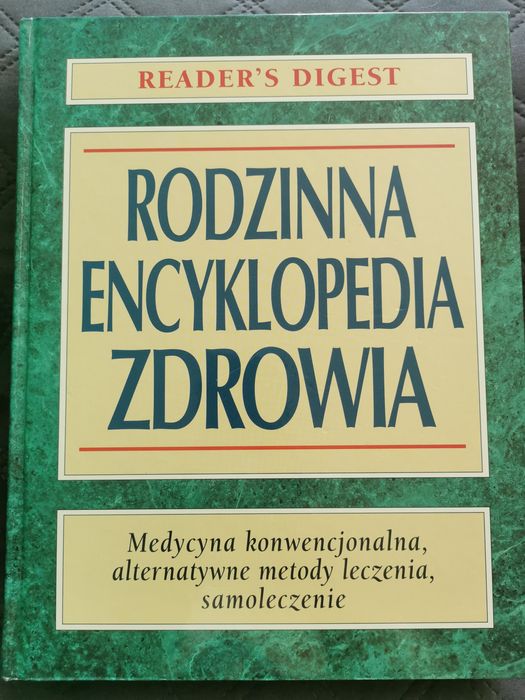 READER'S DIGEST
RODZINNA
ENCYKLOPEDIA
ZDROWIA
Medycyna konwencjonalna,
alternatywne metody leczenia,
samoleczenie